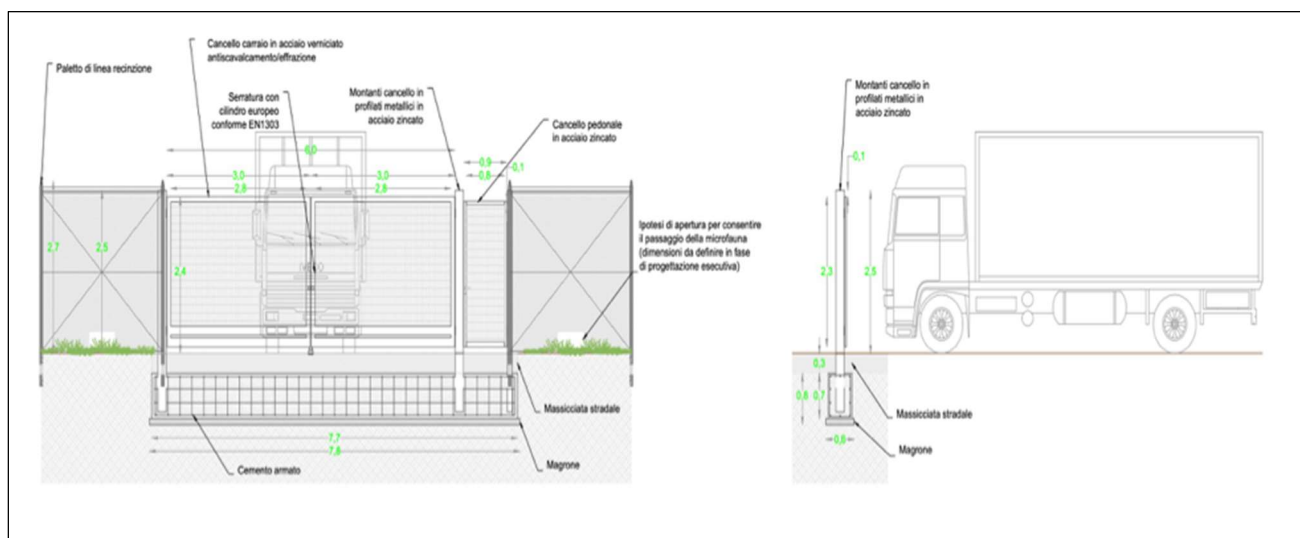 Cancello carraio in acciaio verniciato
antiscavalcamento/effrazione
Paletto di linea recinzione
Serratura con
cilindro europeo
conforme EN1303
Montanti cancello in
profilati metallici in
acciaio zincato
Cancello pedonale
in acciaio zincato
6,0
3,0
3,0
2,8
2,8
0,9
0,8
0,1
2,7
2,5
2,4
Ipotesi di apertura per consentire
il passaggio della microfauna
(dimensioni da definire in fase
di progettazione esecutiva)
Massicciata stradale
7,7
7,8
Cemento armato
Magrone
Montanti cancello in
profilati metallici in
acciaio zincato
0,1
2,3
2,5
0,3
0,7
Massicciata stradale
Magrone